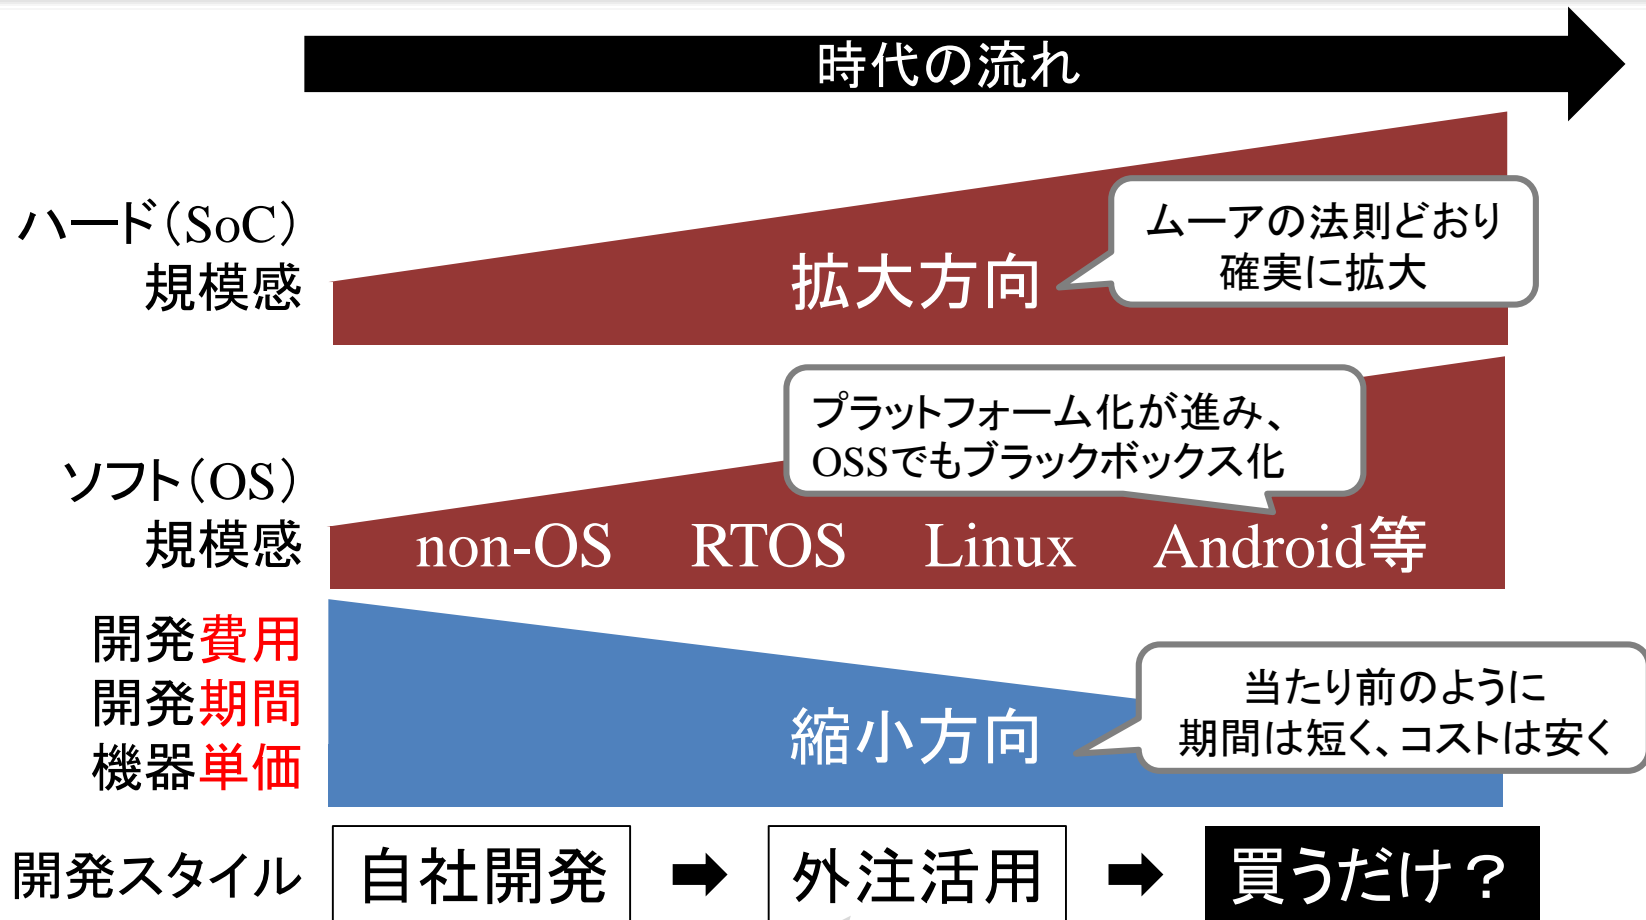 時代の流れ
ハード（SoC）
規模感
拡大方向
ムーアの法則どおり
確実に拡大
ソフト（OS）
規模感
プラットフォーム化が進み、
OSSでもブラックボックス化
non-OS RTOS Linux Android等
開発費用
開発期間
機器単価
縮小方向
当たり前のように
期間は短く、コストは安く
開発スタイル 自社開発 ➡ 外注活用 ➡ 買うだけ？